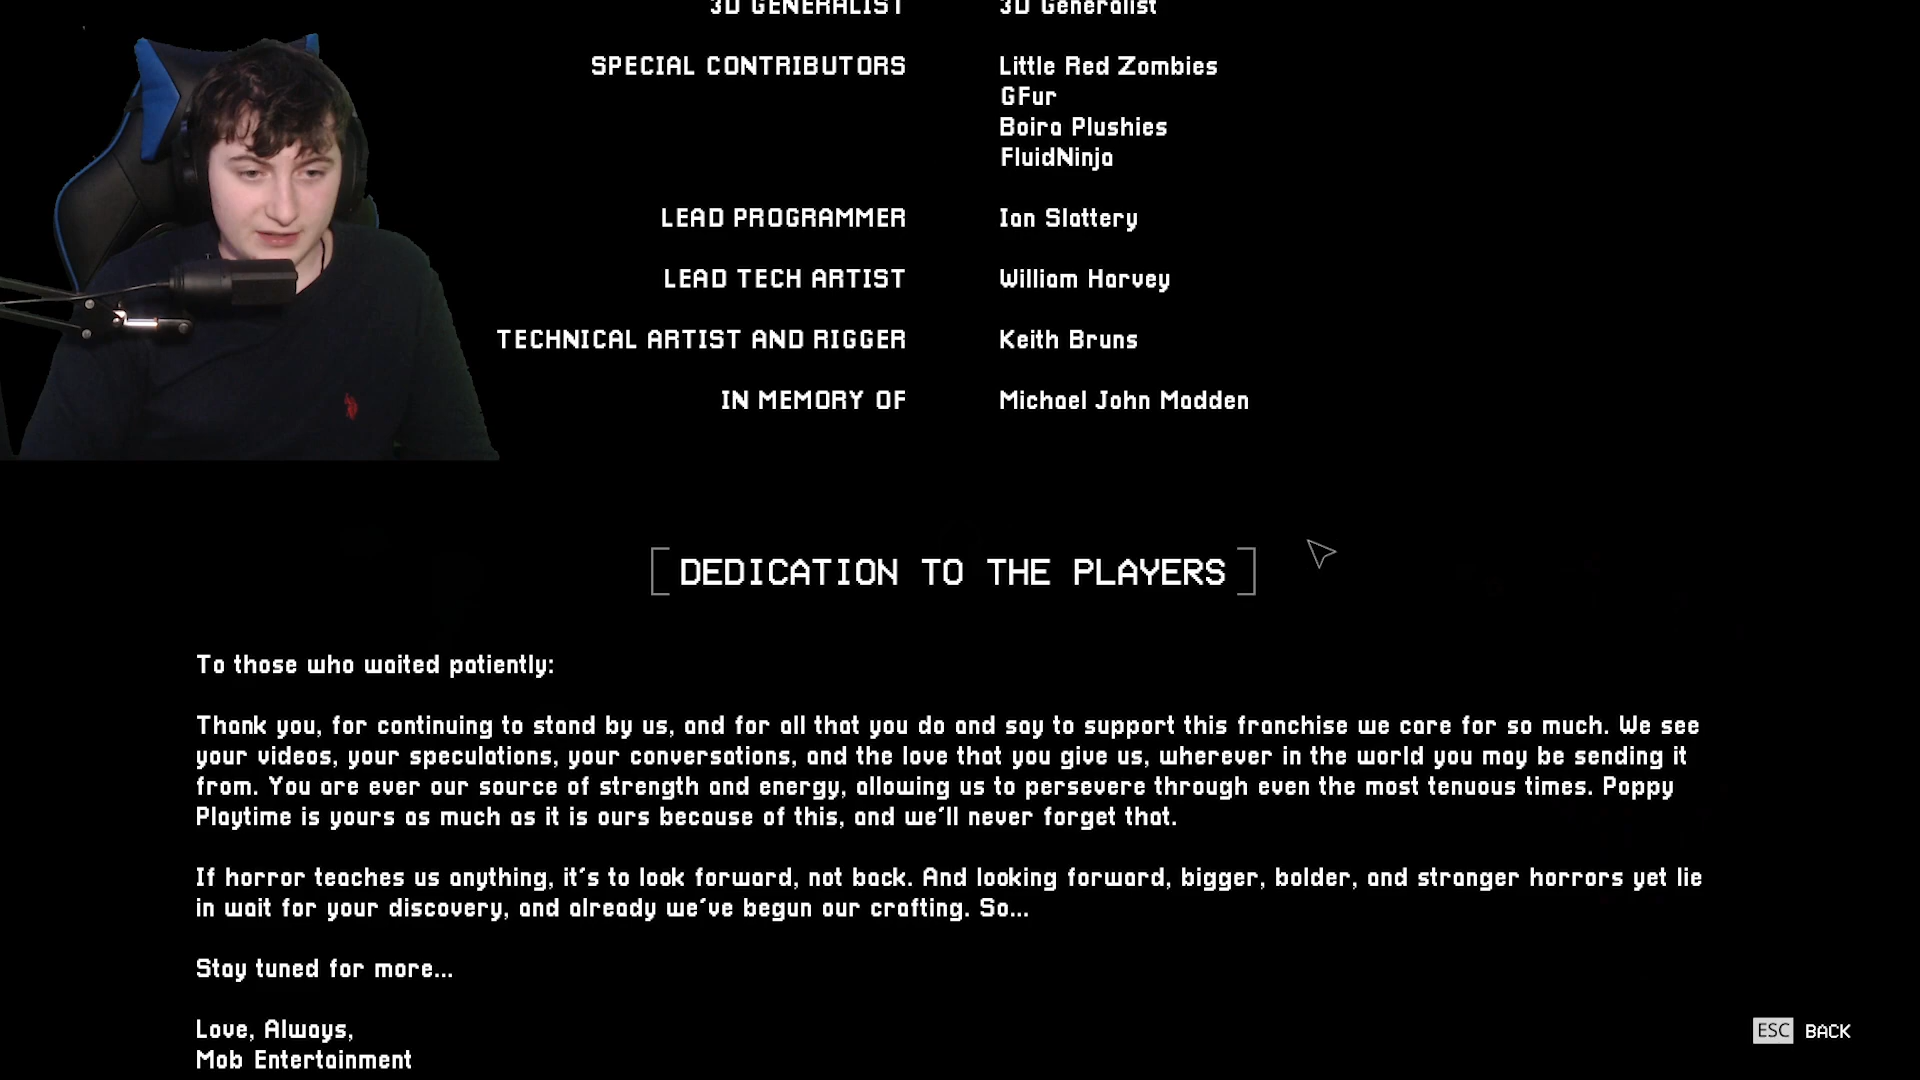 3D GENERALIST 3D Generalist
SPECIAL CONTRIBUTORS Little Red Zombies
GFur
Boira Plushies
FluidNinja
LEAD PROGRAMMER Ian Slattery
LEAD TECH ARTIST William Harvey
TECHNICAL ARTIST AND RIGGER Keith Bruns
IN MEMORY OF Michael John Madden
DEDICATION TO THE PLAYERS
To those who waited patiently:
Thank you, for continuing to stand by us, and for all that you do and say to support this franchise we care for so much. We see
your videos, your speculations, your conversations, and the love that you give us, wherever in the world you may be sending it
from. You are ever our source of strength and energy, allowing us to persevere through even the most tenuous times. Poppy
Playtime is yours as much as it is ours because of this, and we'll never forget that.
If horror teaches us anything, it's to look forward, not back. And looking forward, bigger, bolder, and stranger horrors yet lie
in wait for your discovery, and already we've begun our crafting. So...
Stay tuned for more...
Love, Always,
Mob Entertainment
ESC BACK